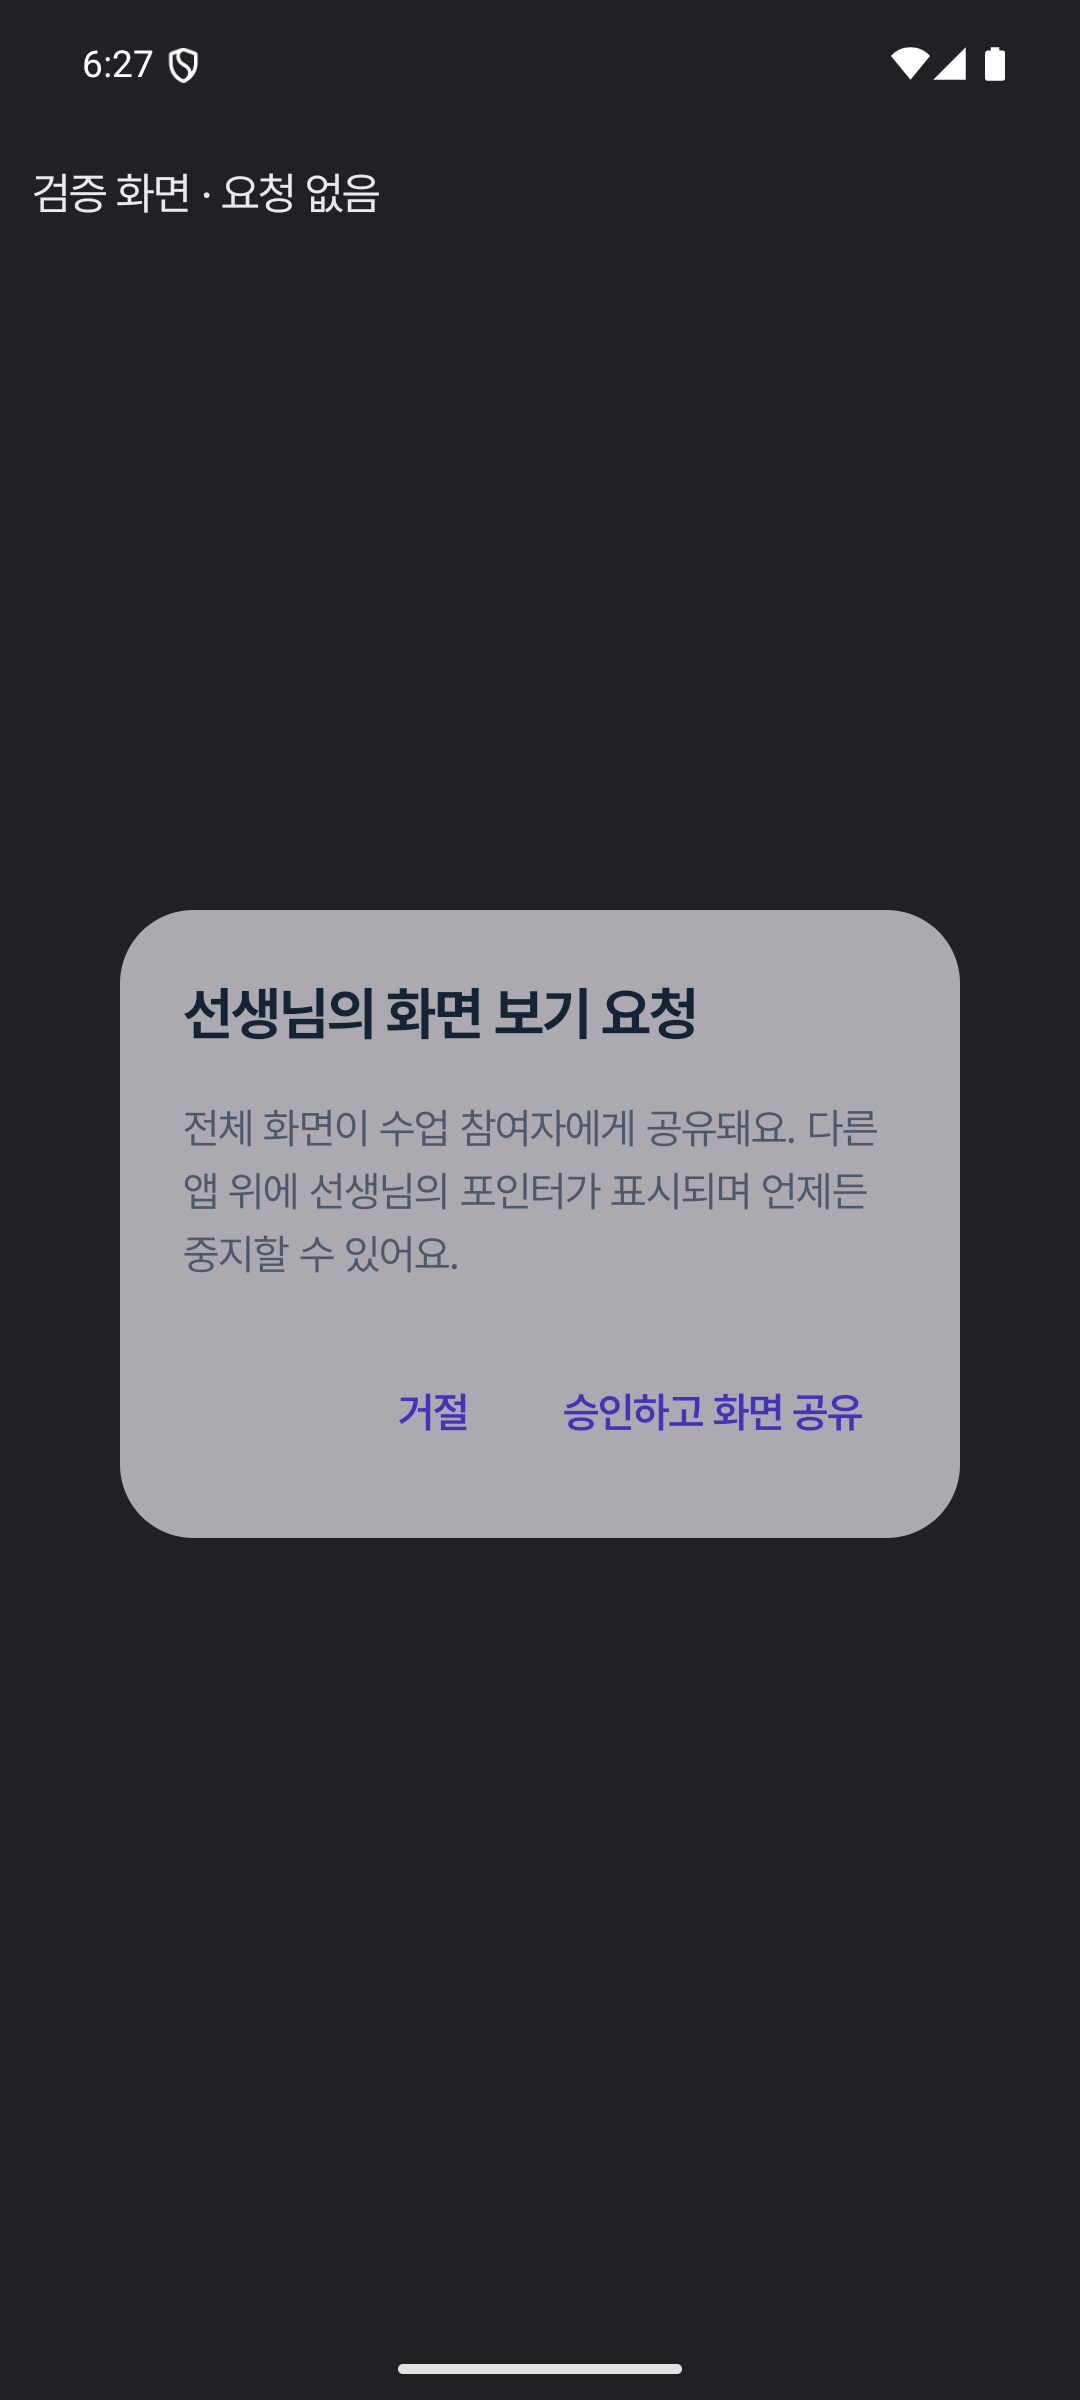 6:27
검증 화면 · 요청 없음
선생님의 화면 보기 요청
전체 화면이 수업 참여자에게 공유돼요. 다른
앱 위에 선생님의 포인터가 표시되며 언제든
중지할 수 있어요.
거절 승인하고 화면 공유